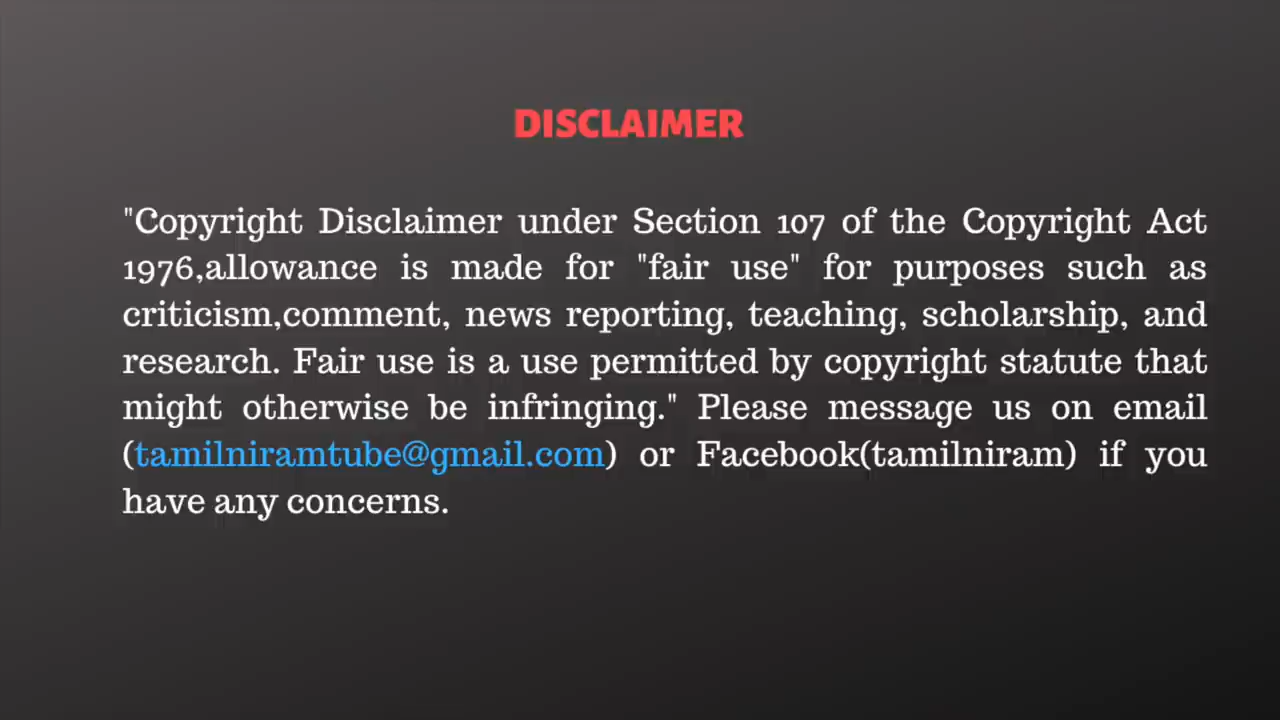 DISCLAIMER
"Copyright Disclaimer under Section 107 of the Copyright Act
1976,allowance is made for "fair use" for purposes such as
criticism,comment, news reporting, teaching, scholarship, and
research. Fair use is a use permitted by copyright statute that
might otherwise be infringing." Please message us on email
(tamilniramtube@gmail.com) or Facebook(tamilniram) if you
have any concerns.